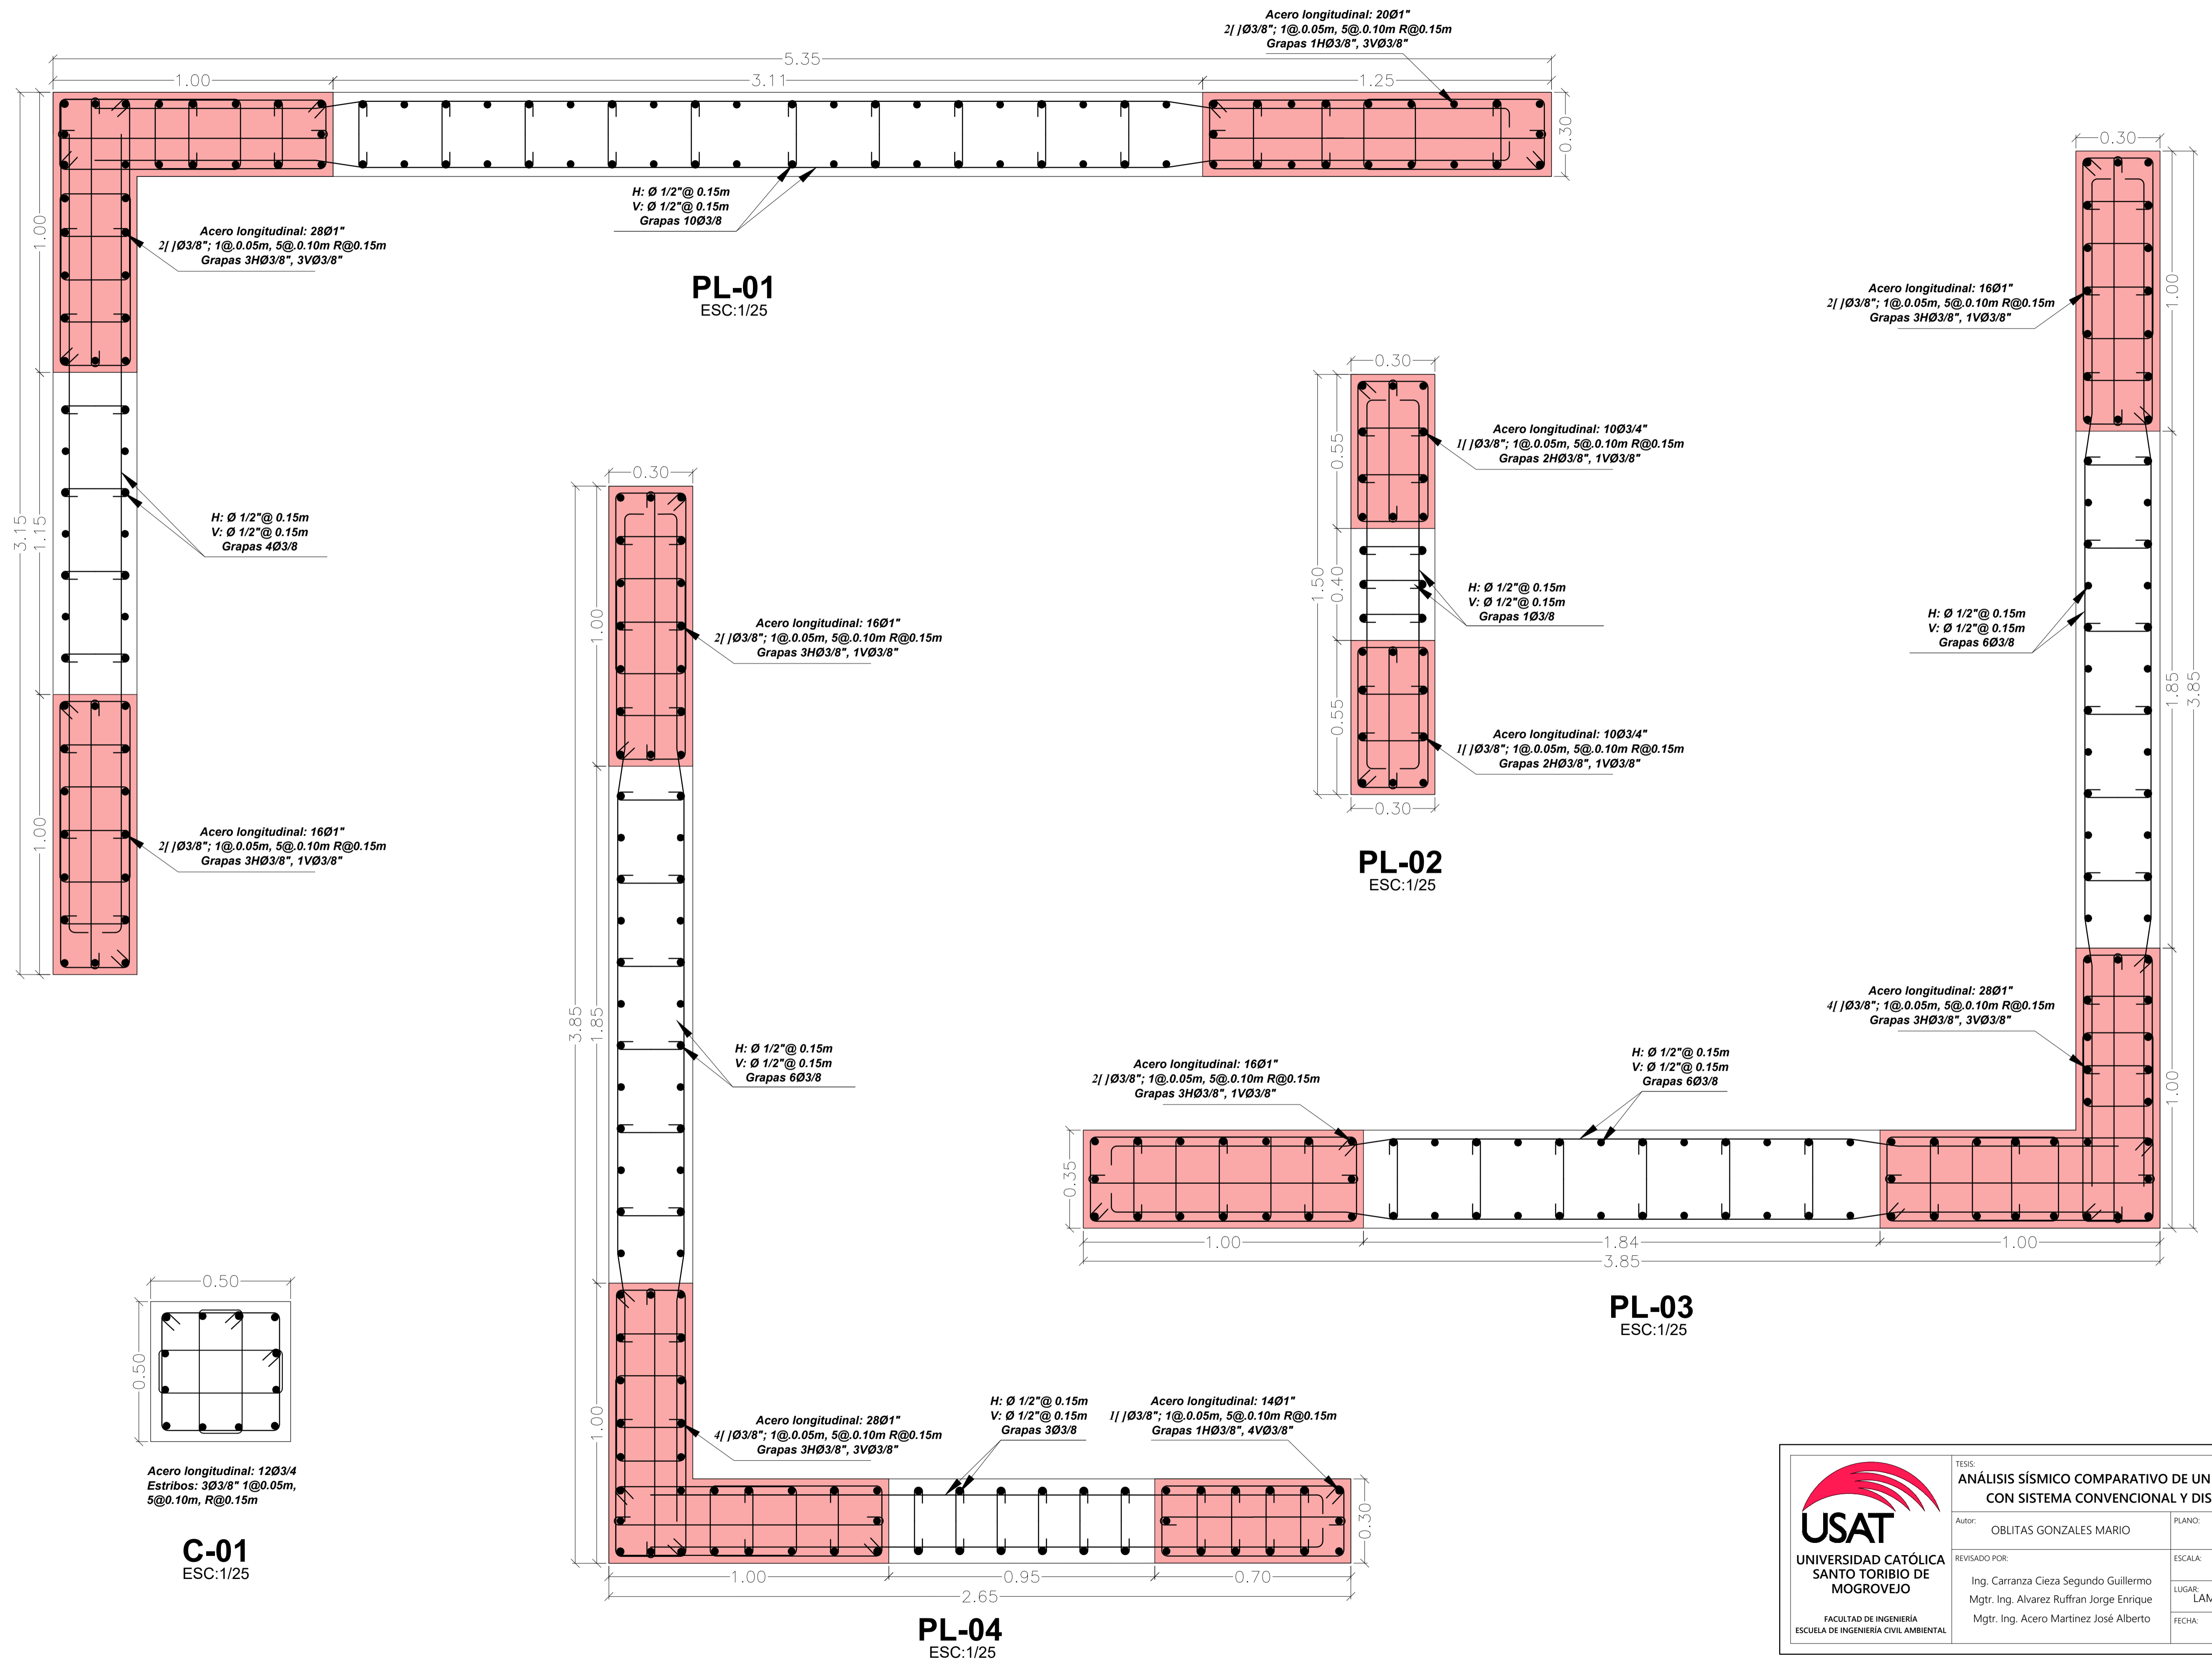 Acero longitudinal: 20Ø1"
2[ ]Ø3/8"; 1@.0.05m, 5@.0.10m R@0.15m
Grapas 1HØ3/8", 3VØ3/8"
5.35
1.00
3.11
1.25
0.30
1.00
3.15
1.15
1.00
Acero longitudinal: 28Ø1"
2[ ]Ø3/8"; 1@.0.05m, 5@.0.10m R@0.15m
Grapas 3HØ3/8", 3VØ3/8"
H: Ø 1/2"@ 0.15m
V: Ø 1/2"@ 0.15m
Grapas 10Ø3/8
PL-01
ESC:1/25
H: Ø 1/2"@ 0.15m
V: Ø 1/2"@ 0.15m
Grapas 4Ø3/8
Acero longitudinal: 16Ø1"
2[ ]Ø3/8"; 1@.0.05m, 5@.0.10m R@0.15m
Grapas 3HØ3/8", 1VØ3/8"
0.30
0.55
1.50
0.40
0.55
0.30
Acero longitudinal: 10Ø3/4"
1[ ]Ø3/8"; 1@.0.05m, 5@.0.10m R@0.15m
Grapas 2HØ3/8", 1VØ3/8"
H: Ø 1/2"@ 0.15m
V: Ø 1/2"@ 0.15m
Grapas 1Ø3/8
Acero longitudinal: 10Ø3/4"
1[ ]Ø3/8"; 1@.0.05m, 5@.0.10m R@0.15m
Grapas 2HØ3/8", 1VØ3/8"
PL-02
ESC:1/25
0.30
Acero longitudinal: 16Ø1"
2[ ]Ø3/8"; 1@.0.05m, 5@.0.10m R@0.15m
Grapas 3HØ3/8", 1VØ3/8"
1.00
H: Ø 1/2"@ 0.15m
V: Ø 1/2"@ 0.15m
Grapas 6Ø3/8
1.85
3.85
Acero longitudinal: 28Ø1"
4[ ]Ø3/8"; 1@.0.05m, 5@.0.10m R@0.15m
Grapas 3HØ3/8", 3VØ3/8"
1.00
Acero longitudinal: 16Ø1"
2[ ]Ø3/8"; 1@.0.05m, 5@.0.10m R@0.15m
Grapas 3HØ3/8", 1VØ3/8"
H: Ø 1/2"@ 0.15m
V: Ø 1/2"@ 0.15m
Grapas 6Ø3/8
0.35
1.00
1.84
1.00
3.85
PL-03
ESC:1/25
0.30
1.00
3.85
1.85
1.00
Acero longitudinal: 16Ø1"
2[ ]Ø3/8"; 1@.0.05m, 5@.0.10m R@0.15m
Grapas 3HØ3/8", 1VØ3/8"
H: Ø 1/2"@ 0.15m
V: Ø 1/2"@ 0.15m
Grapas 6Ø3/8
Acero longitudinal: 28Ø1"
4[ ]Ø3/8"; 1@.0.05m, 5@.0.10m R@0.15m
Grapas 3HØ3/8", 3VØ3/8"
H: Ø 1/2"@ 0.15m
V: Ø 1/2"@ 0.15m
Grapas 3Ø3/8
Acero longitudinal: 14Ø1"
1[ ]Ø3/8"; 1@.0.05m, 5@.0.10m R@0.15m
Grapas 1HØ3/8", 4VØ3/8"
0.30
1.00
0.95
0.70
2.65
PL-04
ESC:1/25
0.50
0.50
Acero longitudinal: 12Ø3/4
Estribos: 3Ø3/8" 1@0.05m,
5@0.10m, R@0.15m
C-01
ESC:1/25
USAT
UNIVERSIDAD CATÓLICA
SANTO TORIBIO DE
MOGROVEJO
FACULTAD DE INGENIERÍA
ESCUELA DE INGENIERÍA CIVIL AMBIENTAL
TESIS:
ANÁLISIS SÍSMICO COMPARATIVO DE UN
CON SISTEMA CONVENCIONAL Y DIS
Autor:
OBLITAS GONZALES MARIO
PLANO:
REVISADO POR:
Ing. Carranza Cieza Segundo Guillermo
Mgtr. Ing. Alvarez Ruffran Jorge Enrique
Mgtr. Ing. Acero Martinez José Alberto
ESCALA:
LUGAR:
LAM
FECHA: